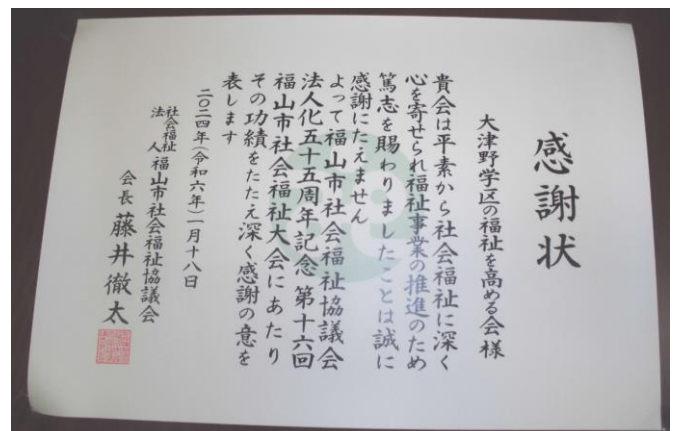 感謝状
大津野学区の福祉を高める会様
貴会は平素から社会福祉に深く
心を寄せられ福祉事業の推進のため
篤志を賜わりましたことは誠に
感謝にたえません
よって福山市社会福祉協議会
法人化五十五周年記念第十六回
福山市社会福祉大会にあたり
その功績をたたえ深く感謝の意を
表します
二〇二四年(令和六年)一月十八日
社会福祉法人福山市社会福祉協議会
会長藤井徹太